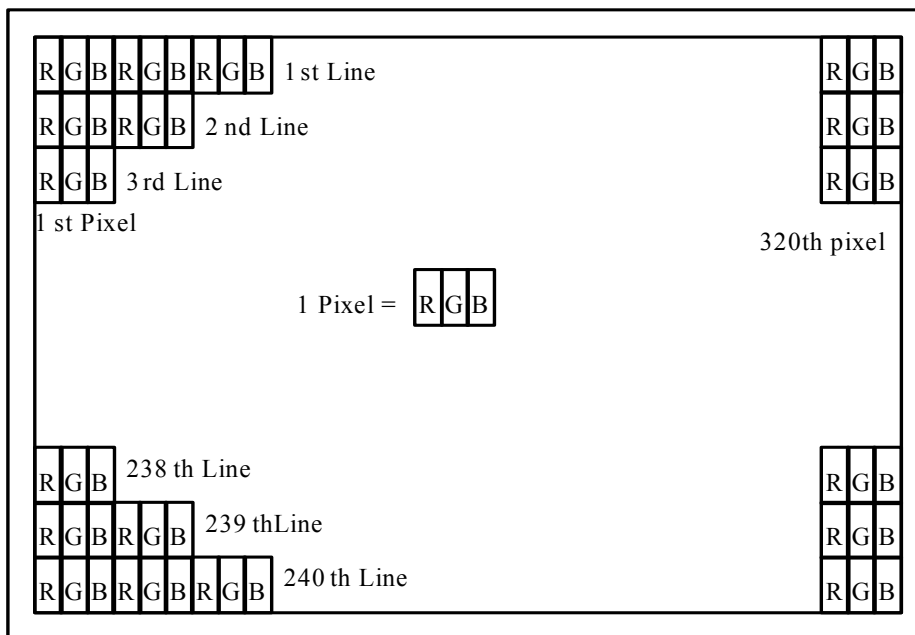 R G B R G B R G B 1 st Line R G B
R G B R G B 2 nd Line R G B
R G B 3 rd Line R G B
1 st Pixel
320th pixel
1 Pixel = R G B
R G B 238 th Line R G B
R G B R G B 239 thLine R G B
R G B R G B R G B 240 th Line R G B